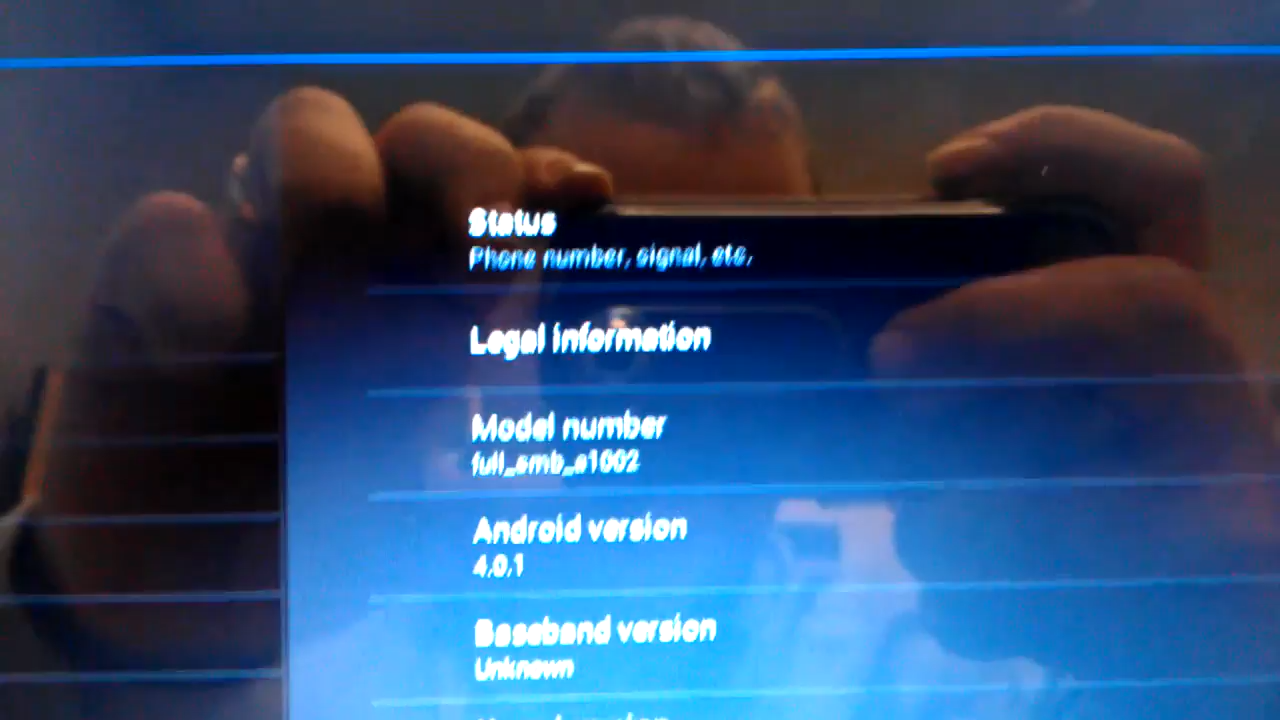 Status
Phone number, signal, etc.
Legal information
Model number
full_smb_a1002
Android version
4.0.1
Baseband version
Unknown